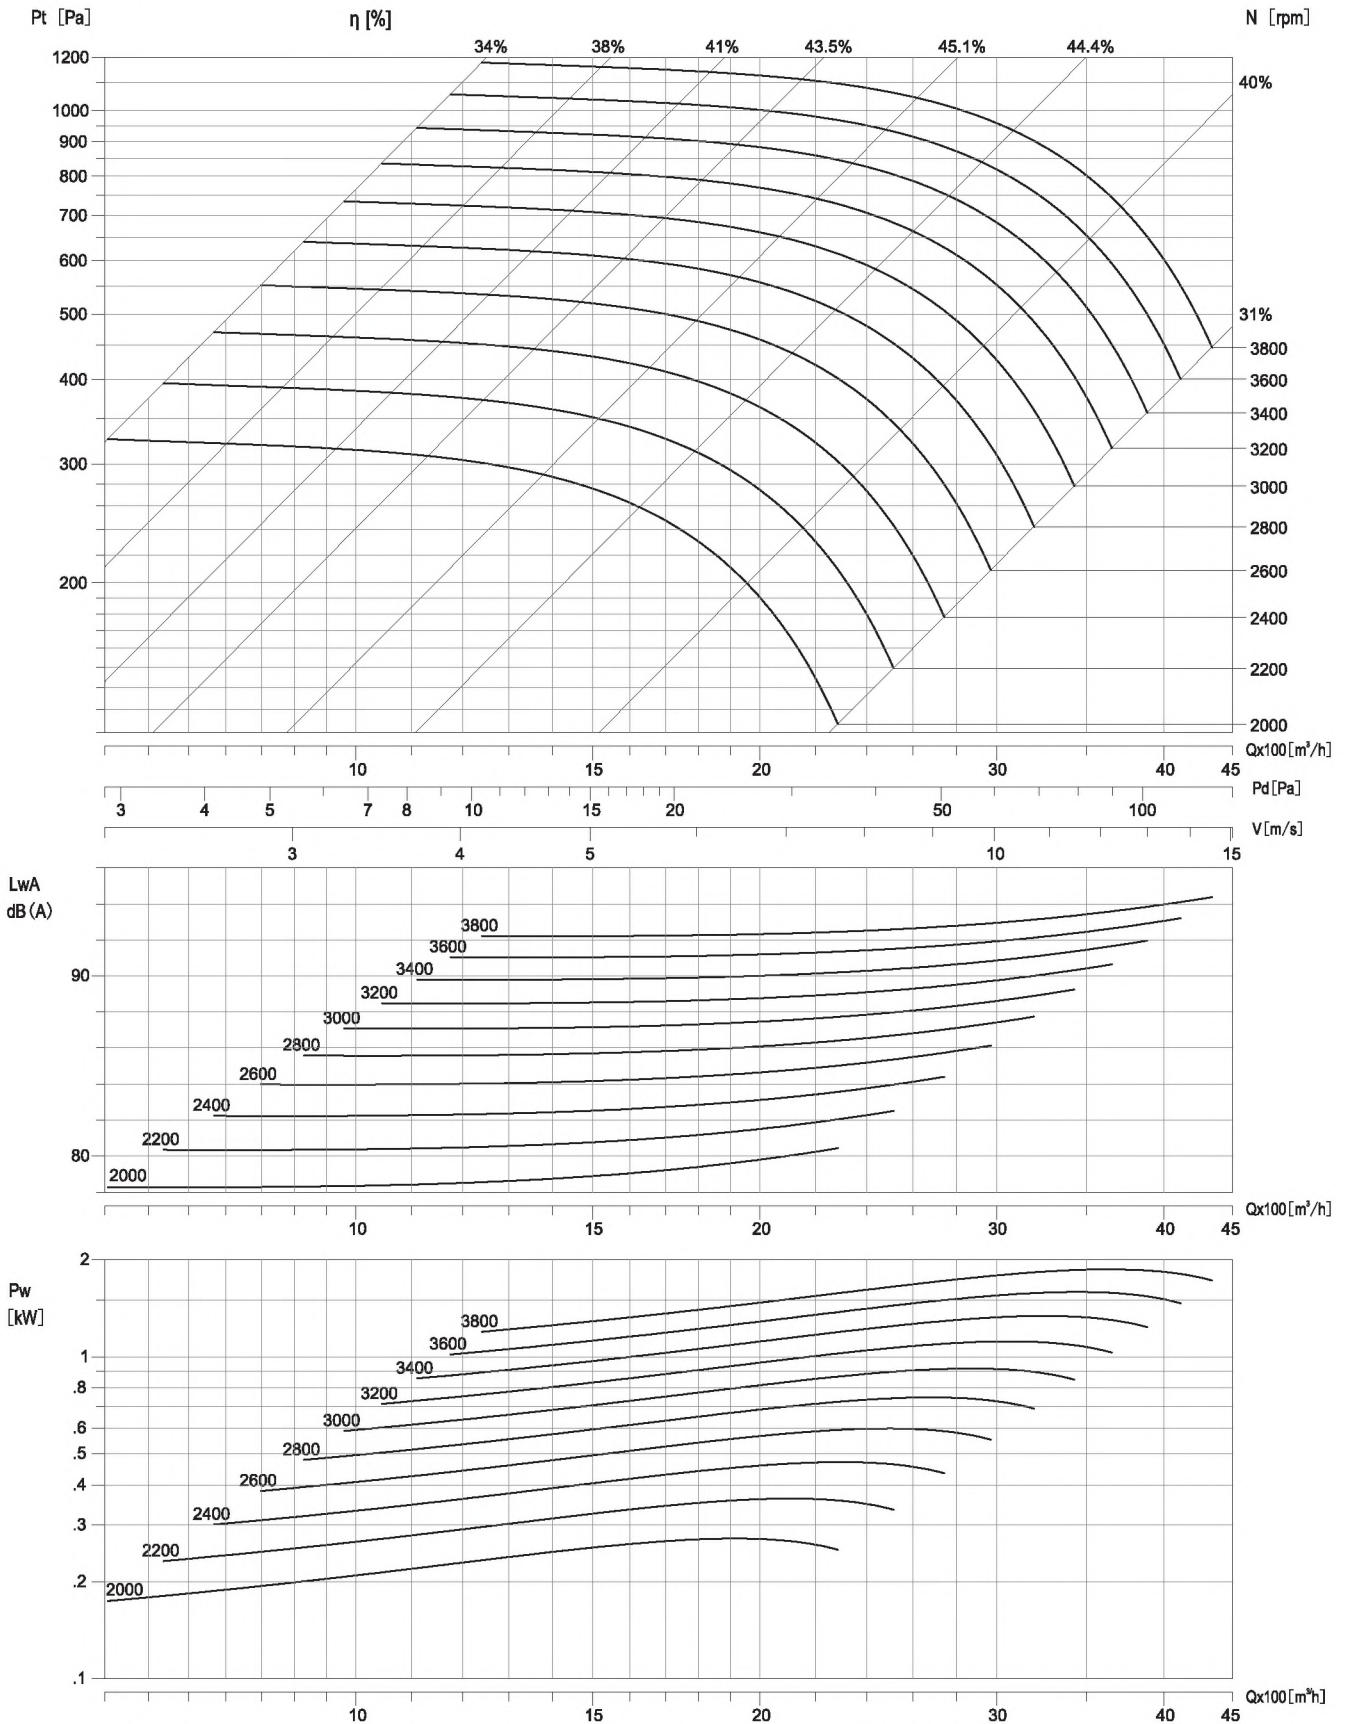 Pt [Pa] η [%] N [rpm]
34% 38% 41% 43.5% 45.1% 44.4%
1200
40%
1000
900
800
700
600
500 31%
3800
400 3600
3400
3200
300
3000
2800
200 2600
2400
2200
2000
Qx100[m³/h]
10 15 20 30 40 45
Pd[Pa]
3 4 5 7 8 10 15 20 50 100
V[m/s]
3 4 5 10 15
LwA
dB(A)
3800
3600
90 3400
3200
3000
2800
2600
2400
2200
80
2000
Qx100[m³/h]
10 15 20 30 40 45
2
Pw
[kW]
3800
3600
1 3400
.8 3200
3000
.6
2800
.5
2600
.4
2400
.3
2200
.2 2000
.1
Qx100[m³/h]
10 15 20 30 40 45